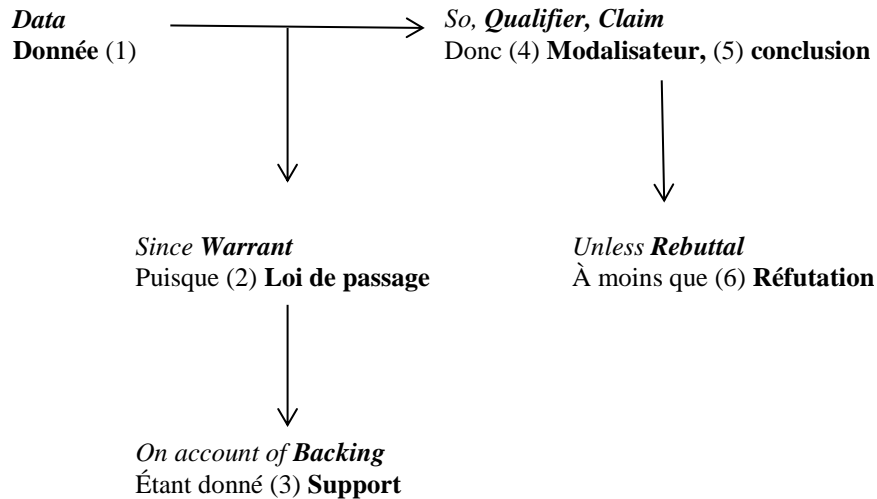 Data
Donnée (1)
So, Qualifier, Claim
Donc (4) Modalisateur, (5) conclusion
Since Warrant
Puisque (2) Loi de passage
Unless Rebuttal
À moins que (6) Réfutation
On account of Backing
Étant donné (3) Support